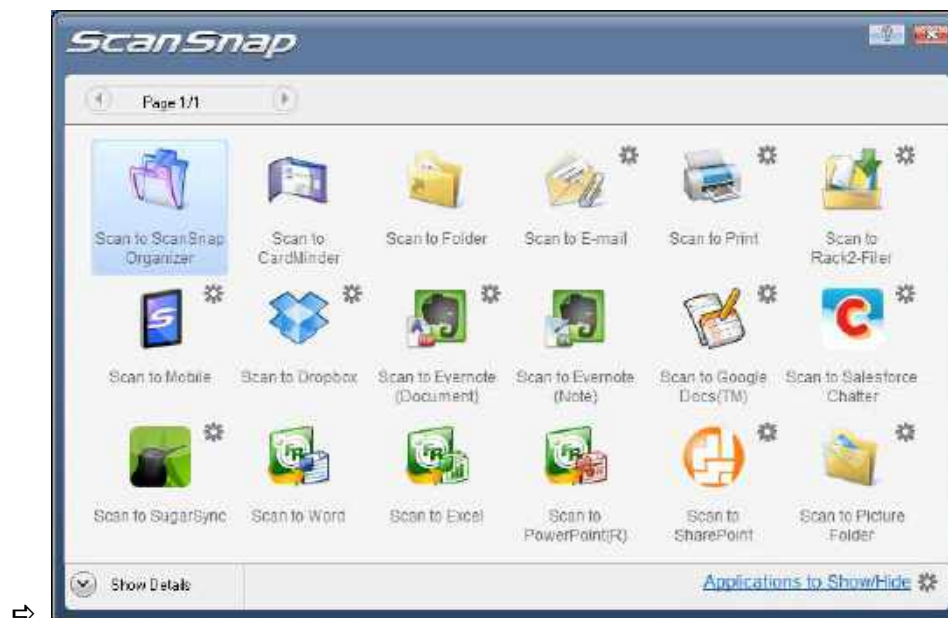 ScanSnap
Page 1/1
Scan to ScanSnap
Organizer
Scan to
CardMinder
Scan to Folder
Scan to E-mail
Scan to Print
Scan to
Rack2-Filer
Scan to Mobile
Scan to Dropbox
Scan to Evernote
(Document)
Scan to Evernote
(Note)
Scan to Google
Docs(TM)
Scan to Salesforce
Chatter
Scan to SugarSync
Scan to Word
Scan to Excel
Scan to
PowerPoint(R)
Scan to
SharePoint
Scan to Picture
Folder
Show Details
Applications to Show/Hide